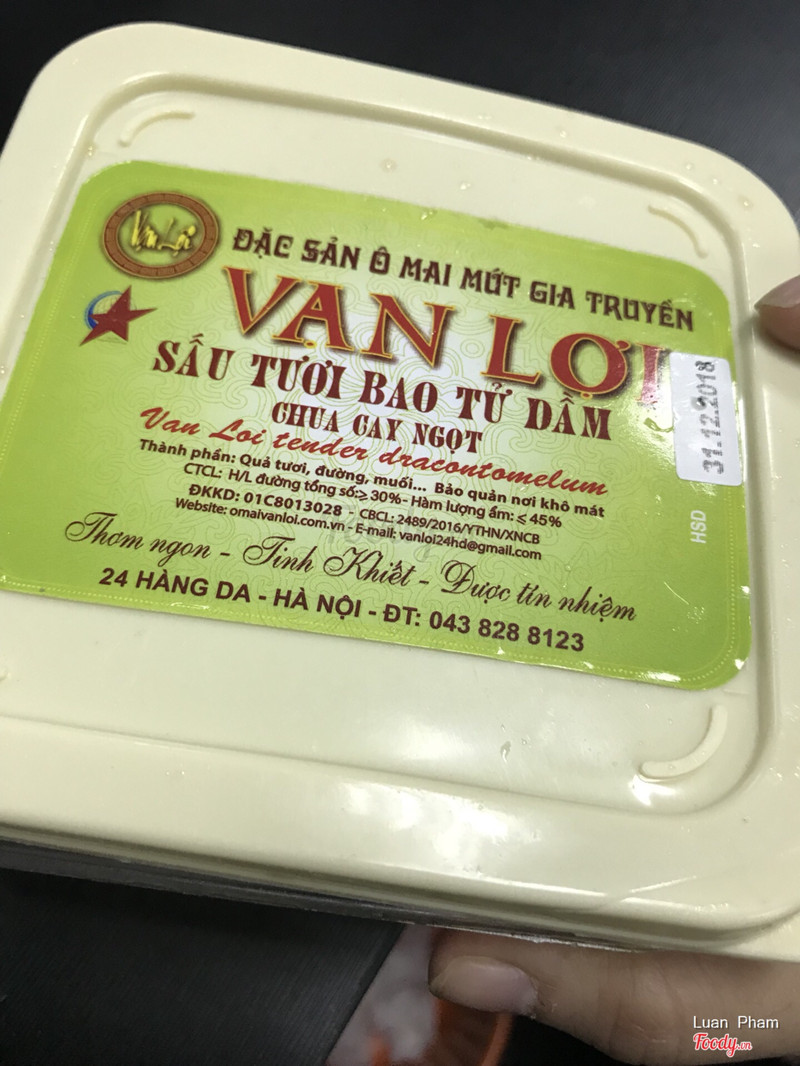 Vạn Lợi
ĐẶC SẢN Ô MAI MỨT GIA TRUYỀN
VẠN LỢI
SẤU TƯƠI BAO TỬ DẦM
CHUA CAY NGỌT
Van Loi tender dracontomelum
Thành phần: Quả tươi, đường, muối... Bảo quản nơi khô mát
CTCL: H/L đường tổng số:≥ 30% - Hàm lượng ẩm: ≤ 45%
ĐKKD: 01C8013028 - CBCL: 2489/2016/YTHN/XNCB
Website: omaivanloi.com.vn - E-mail: vanloi24hd@gmail.com
Thơm ngon - Tinh Khiết - Được tín nhiệm
24 HÀNG DA - HÀ NỘI - ĐT: 043 828 8123
31.12.2018
HSD
Luan Pham
Foody.vn